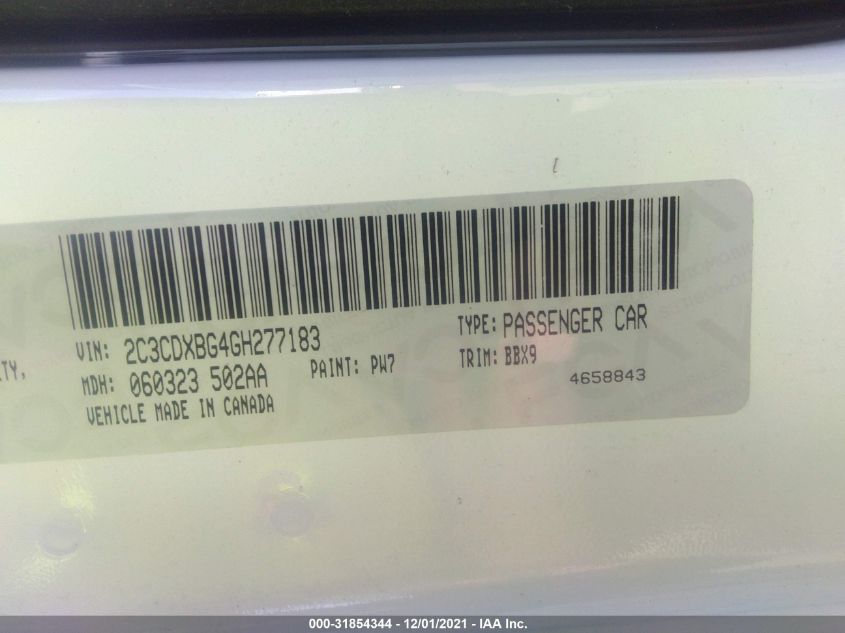 VIN: 2C3CDXBG4GH277183
TYPE: PASSENGER CAR
ITY,
MDH: 060323 502AA
PAINT: PW7
TRIM: BBX9
4658843
VEHICLE MADE IN CANADA
000-31854344 - 12/01/2021 - IAA Inc.